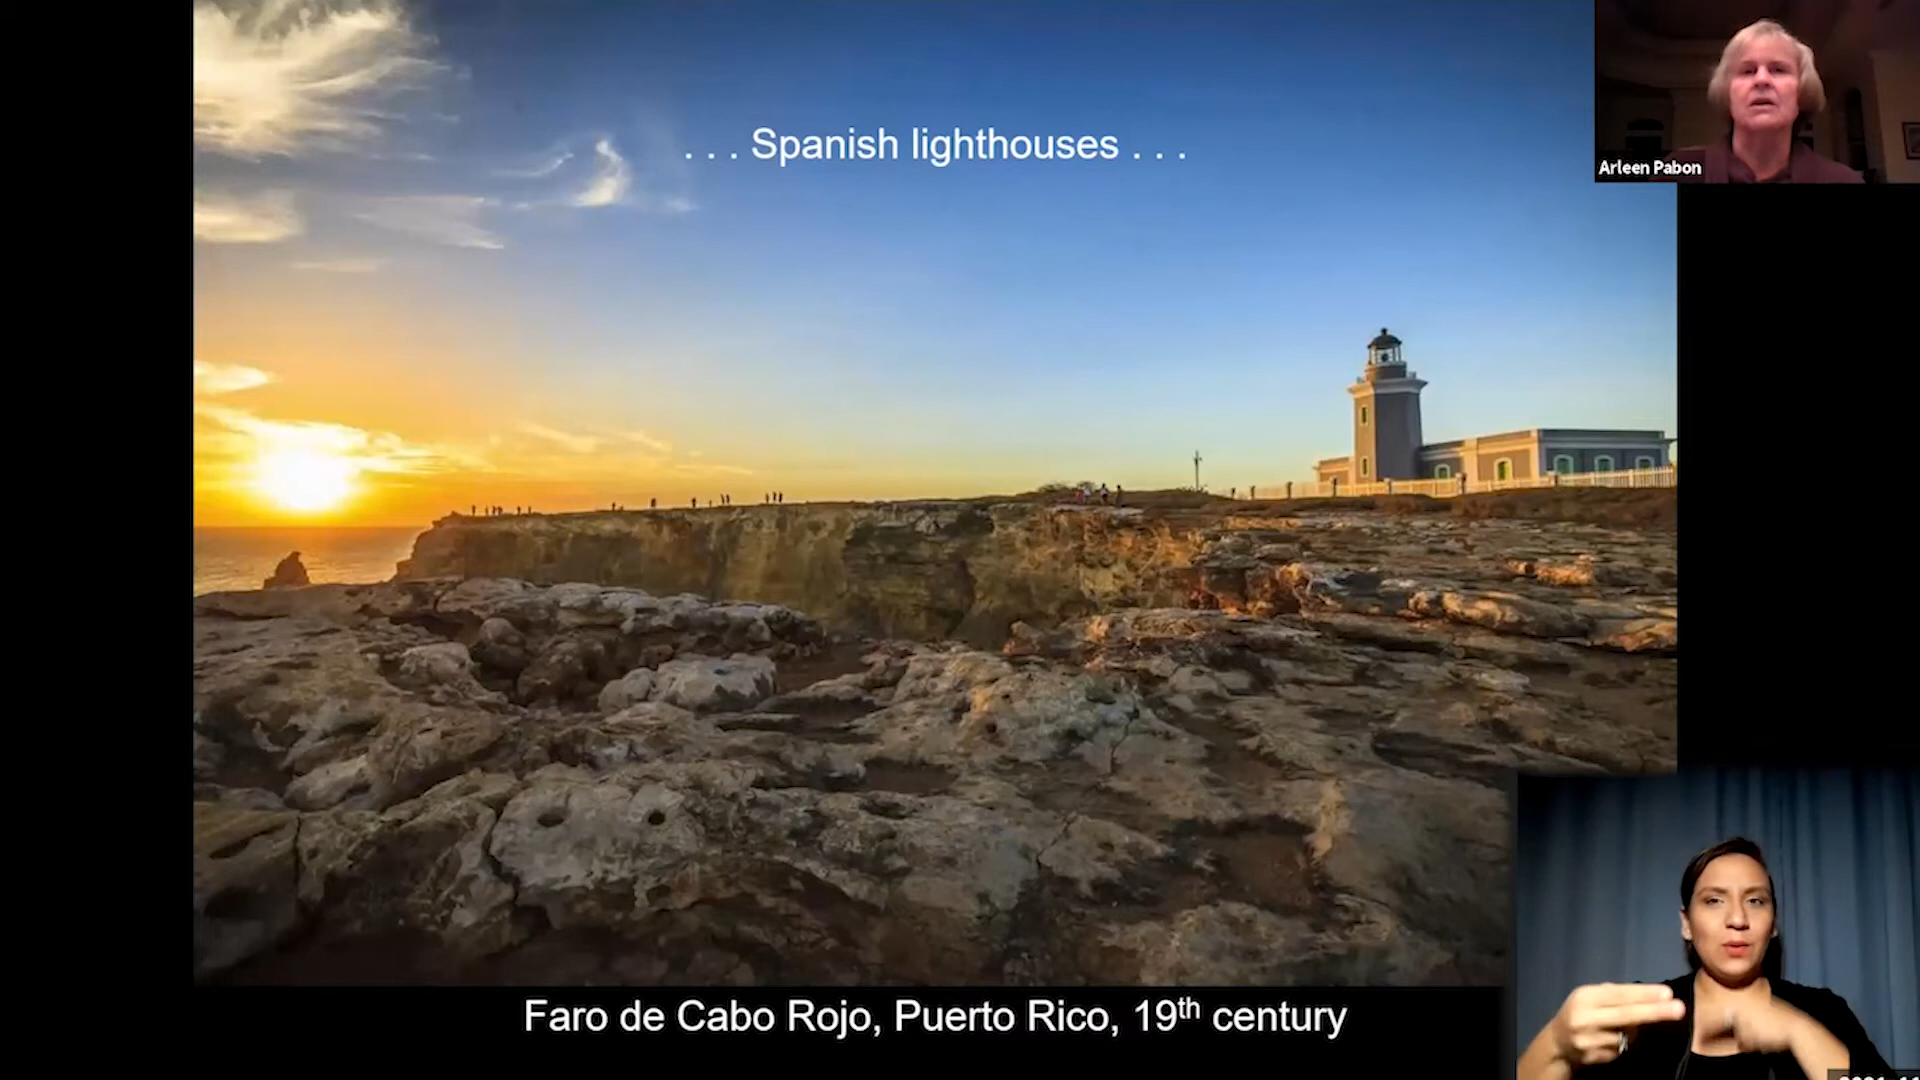 . . . Spanish lighthouses . . .
Arleen Pabon
Faro de Cabo Rojo, Puerto Rico, 19th century